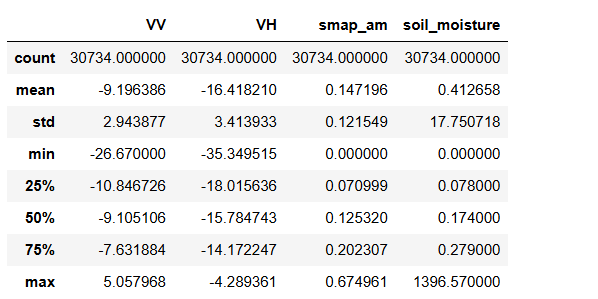 VV VH smap_am soil_moisture
count 30734.000000 30734.000000 30734.000000 30734.000000
mean -9.196386 -16.418210 0.147196 0.412658
std 2.943877 3.413933 0.121549 17.750718
min -26.670000 -35.349515 0.000000 0.000000
25% -10.846726 -18.015636 0.070999 0.078000
50% -9.105106 -15.784743 0.125320 0.174000
75% -7.631884 -14.172247 0.202307 0.279000
max 5.057968 -4.289361 0.674961 1396.570000